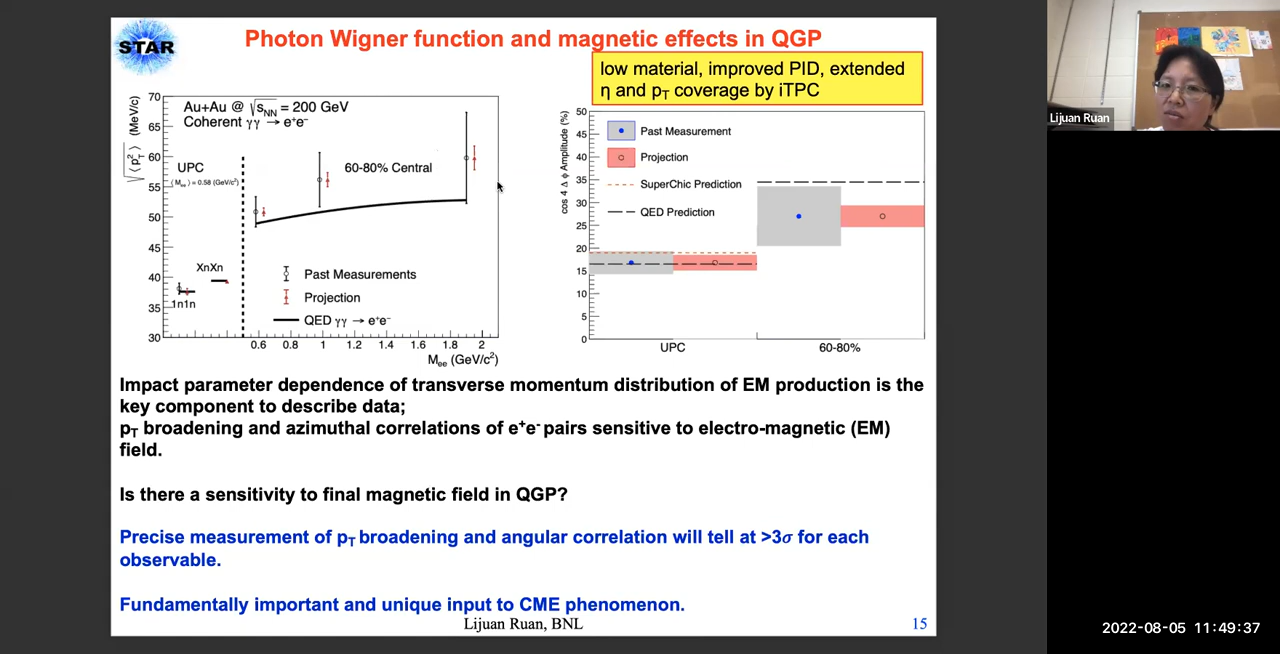 STAR
Photon Wigner function and magnetic effects in QGP
low material, improved PID, extended
η and pT coverage by iTPC
√⟨p²T⟩ (MeV/c)
70
65
60
55
50
45
40
35
30
Au+Au @ √sNN = 200 GeV
Coherent γγ → e⁺e⁻
UPC
⟨Mee⟩ = 0.58 (GeV/c²)
60-80% Central
XnXn
1n1n
Past Measurements
Projection
QED γγ → e⁺e⁻
0.6 0.8 1 1.2 1.4 1.6 1.8 2
Mee (GeV/c²)
cos 4 Δ φ Amplitude (%)
50
45
40
35
30
25
20
15
10
5
0
Past Measurement
Projection
SuperChic Prediction
QED Prediction
UPC 60-80%
Impact parameter dependence of transverse momentum distribution of EM production is the
key component to describe data;
pT broadening and azimuthal correlations of e⁺e⁻ pairs sensitive to electro-magnetic (EM)
field.
Is there a sensitivity to final magnetic field in QGP?
Precise measurement of pT broadening and angular correlation will tell at >3σ for each
observable.
Fundamentally important and unique input to CME phenomenon.
Lijuan Ruan, BNL
15
Lijuan Ruan
2022-08-05 11:49:37